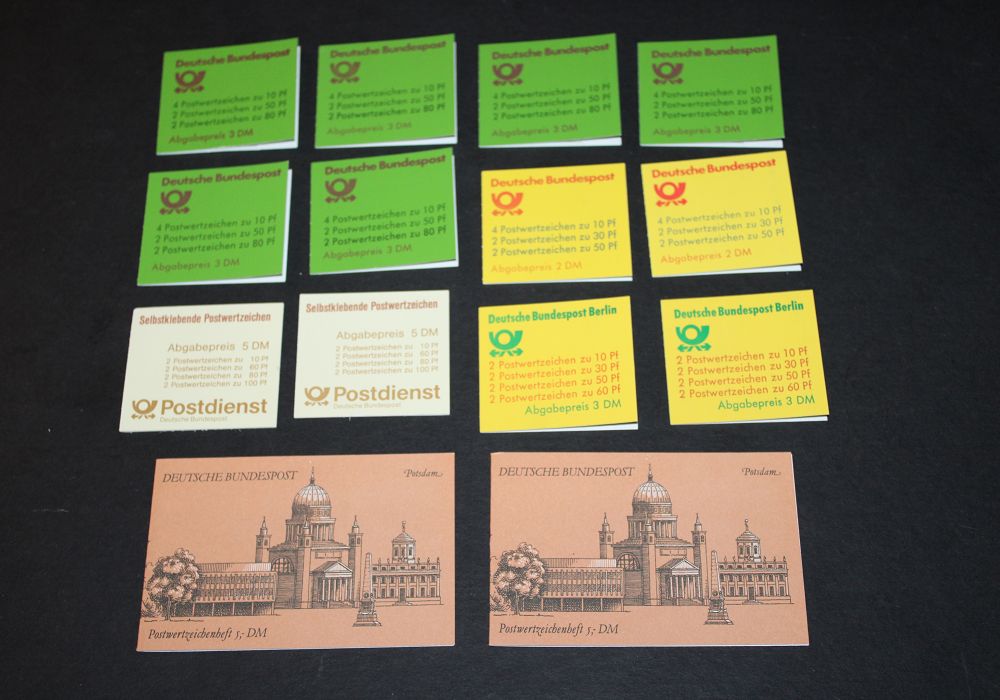 Deutsche Bundespost
4 Postwertzeichen zu 10 Pf
2 Postwertzeichen zu 50 Pf
2 Postwertzeichen zu 80 Pf
Abgabepreis 3 DM
Deutsche Bundespost
4 Postwertzeichen zu 10 Pf
2 Postwertzeichen zu 50 Pf
2 Postwertzeichen zu 80 Pf
Abgabepreis 3 DM
Deutsche Bundespost
4 Postwertzeichen zu 10 Pf
2 Postwertzeichen zu 50 Pf
2 Postwertzeichen zu 80 Pf
Abgabepreis 3 DM
Deutsche Bundespost
4 Postwertzeichen zu 10 Pf
2 Postwertzeichen zu 50 Pf
2 Postwertzeichen zu 80 Pf
Abgabepreis 3 DM
Deutsche Bundespost
4 Postwertzeichen zu 10 Pf
2 Postwertzeichen zu 50 Pf
2 Postwertzeichen zu 80 Pf
Abgabepreis 3 DM
Deutsche Bundespost
4 Postwertzeichen zu 10 Pf
2 Postwertzeichen zu 50 Pf
2 Postwertzeichen zu 80 Pf
Abgabepreis 3 DM
Deutsche Bundespost
4 Postwertzeichen zu 10 Pf
2 Postwertzeichen zu 30 Pf
2 Postwertzeichen zu 50 Pf
Abgabepreis 2 DM
Deutsche Bundespost
4 Postwertzeichen zu 10 Pf
2 Postwertzeichen zu 30 Pf
2 Postwertzeichen zu 50 Pf
Abgabepreis 2 DM
Selbstklebende Postwertzeichen
Abgabepreis 5 DM
2 Postwertzeichen zu 10 Pf
2 Postwertzeichen zu 60 Pf
2 Postwertzeichen zu 80 Pf
2 Postwertzeichen zu 100 Pf
Postdienst
Deutsche Bundespost
Selbstklebende Postwertzeichen
Abgabepreis 5 DM
2 Postwertzeichen zu 10 Pf
2 Postwertzeichen zu 60 Pf
2 Postwertzeichen zu 80 Pf
2 Postwertzeichen zu 100 Pf
Postdienst
Deutsche Bundespost
Deutsche Bundespost Berlin
2 Postwertzeichen zu 10 Pf
2 Postwertzeichen zu 30 Pf
2 Postwertzeichen zu 50 Pf
2 Postwertzeichen zu 60 Pf
Abgabepreis 3 DM
Deutsche Bundespost Berlin
2 Postwertzeichen zu 10 Pf
2 Postwertzeichen zu 30 Pf
2 Postwertzeichen zu 50 Pf
2 Postwertzeichen zu 60 Pf
Abgabepreis 3 DM
DEUTSCHE BUNDESPOST Potsdam
Postwertzeichenheft 5,- DM
DEUTSCHE BUNDESPOST Potsdam
Postwertzeichenheft 5,- DM